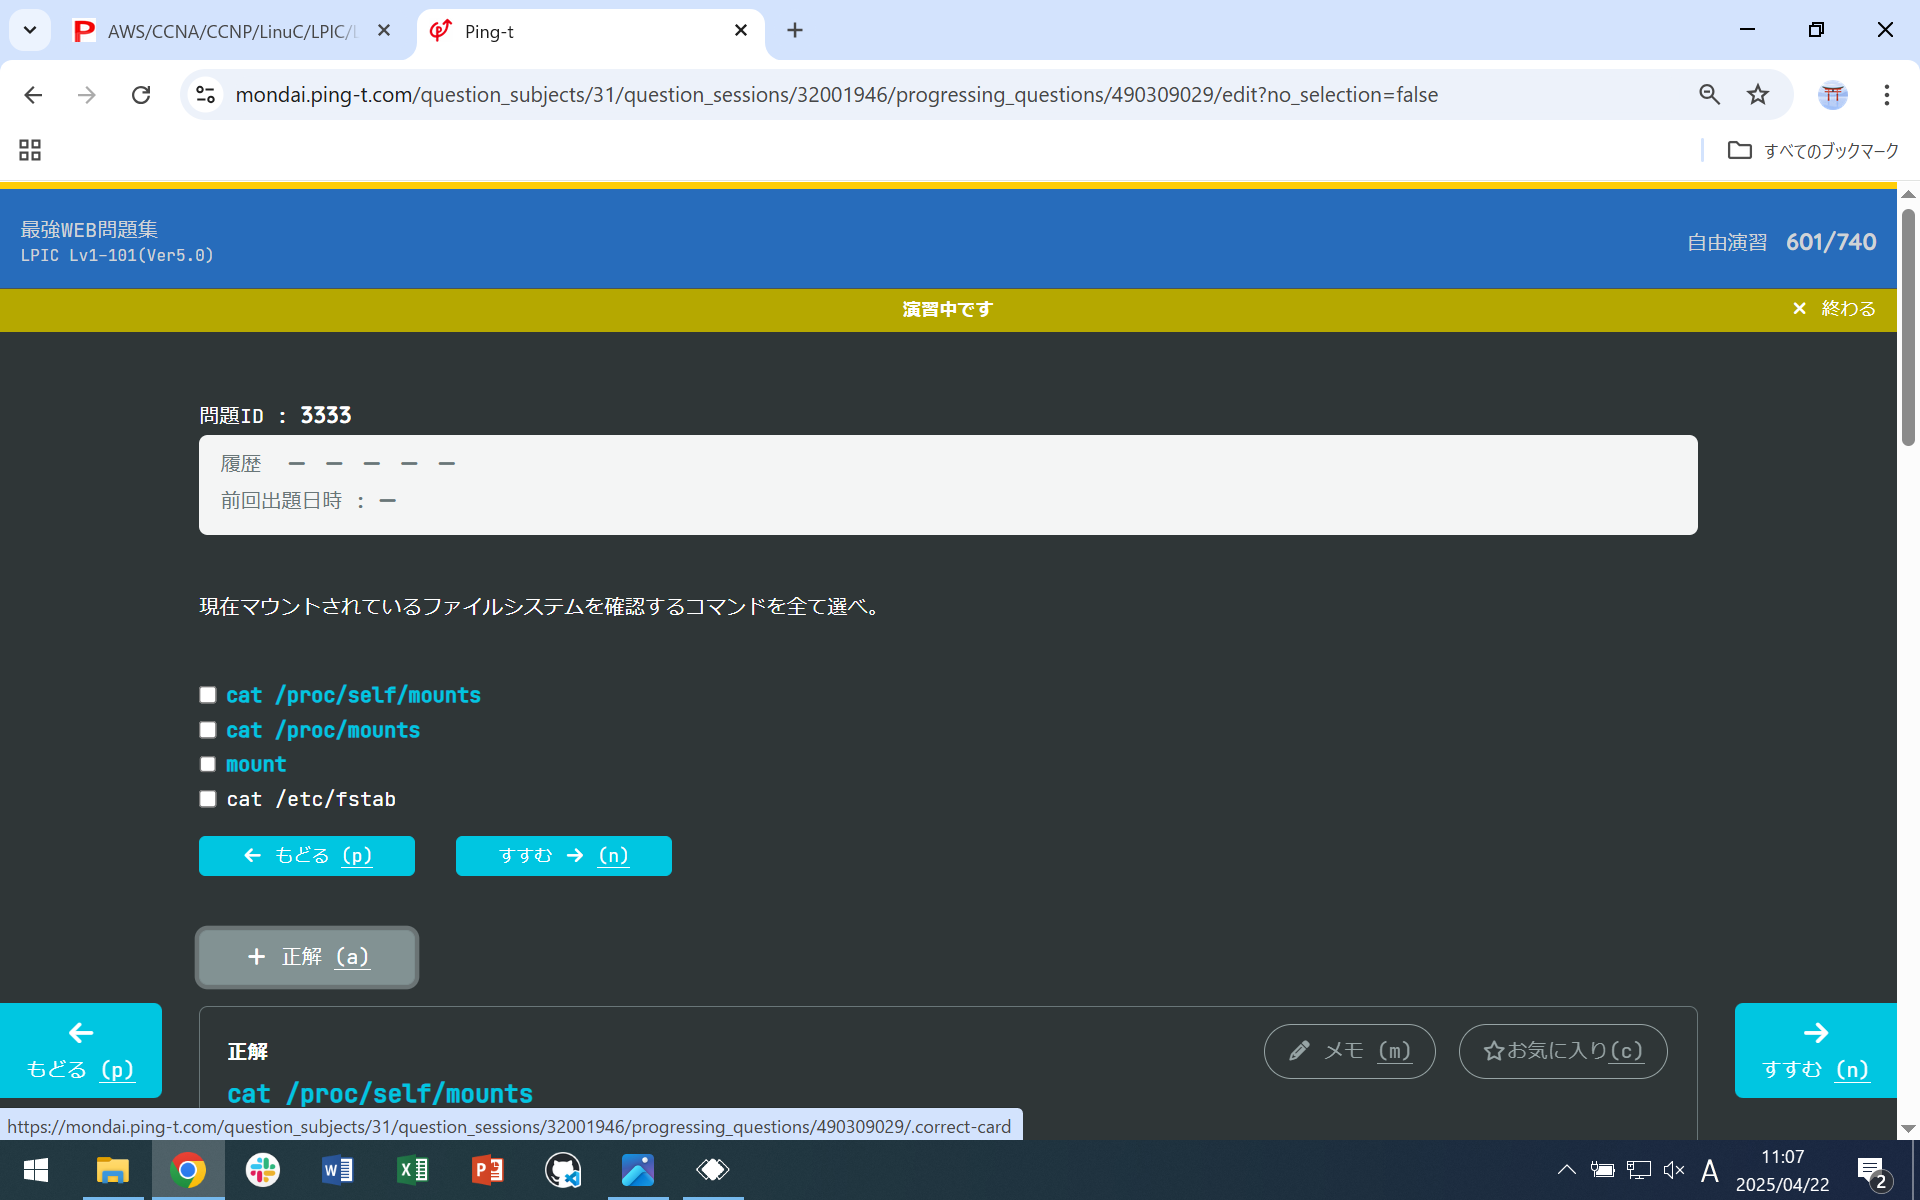 AWS/CCNA/CCNP/LinuC/LPIC/
Ping-t
mondai.ping-t.com/question_subjects/31/question_sessions/32001946/progressing_questions/490309029/edit?no_selection=false
すべてのブックマーク
最強WEB問題集
LPIC Lv1-101(Ver5.0)
自由演習 601/740
演習中です
× 終わる
問題ID : 3333
履歴 ー ー ー ー ー
前回出題日時 : ー
現在マウントされているファイルシステムを確認するコマンドを全て選べ。
cat /proc/self/mounts
cat /proc/mounts
mount
cat /etc/fstab
← もどる (p)
すすむ → (n)
+ 正解 (a)
← もどる (p)
正解
メモ (m)
☆お気に入り(c)
→ すすむ (n)
cat /proc/self/mounts
https://mondai.ping-t.com/question_subjects/31/question_sessions/32001946/progressing_questions/490309029/.correct-card
A
11:07
2025/04/22
2